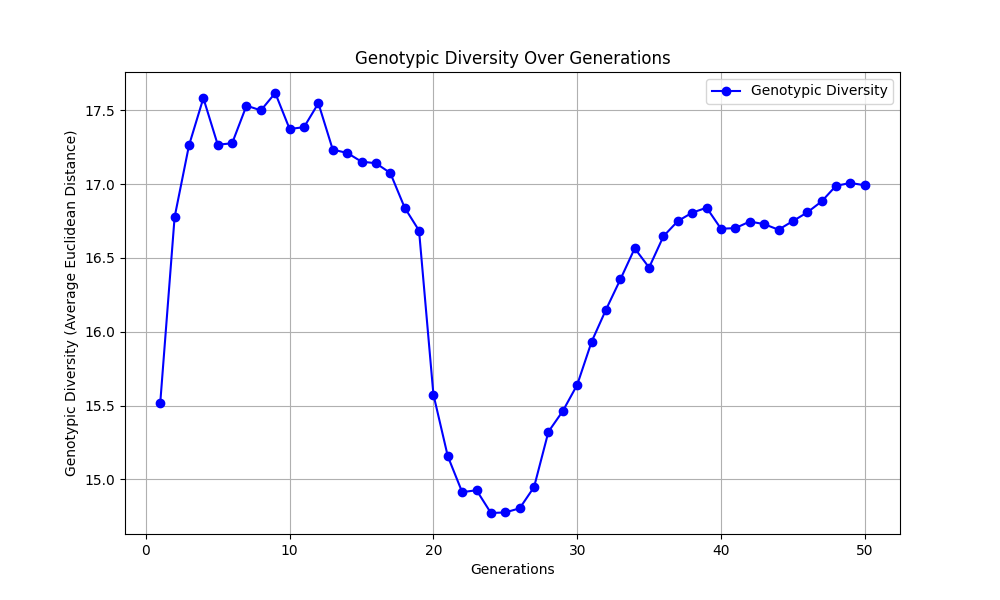 Genotypic Diversity Over Generations
Genotypic Diversity
Genotypic Diversity (Average Euclidean Distance)
17.5
17.0
16.5
16.0
15.5
15.0
0 10 20 30 40 50
Generations